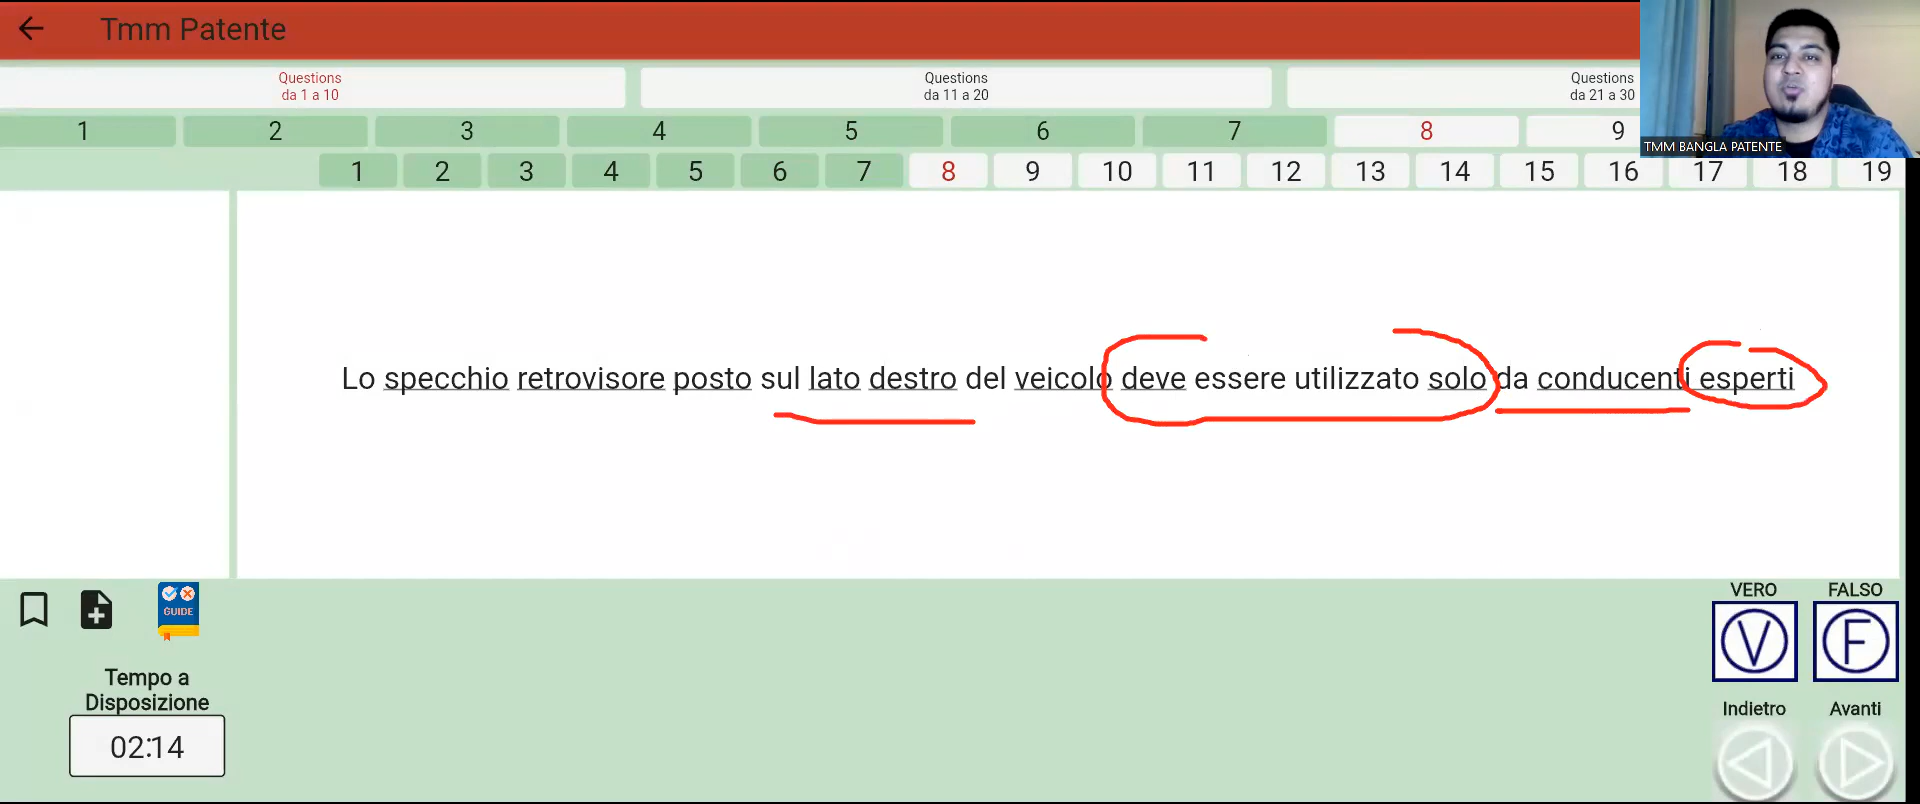 Tmm Patente
Questions
da 1 a 10
Questions
da 11 a 20
Questions
da 21 a 30
1 2 3 4 5 6 7 8 9
TMM BANGLA PATENTE
1 2 3 4 5 6 7 8 9 10 11 12 13 14 15 16 17 18 19
Lo specchio retrovisore posto sul lato destro del veicolo deve essere utilizzato solo da conducenti esperti
GUIDE
VERO FALSO
V F
Tempo a
Disposizione
02:14
Indietro Avanti